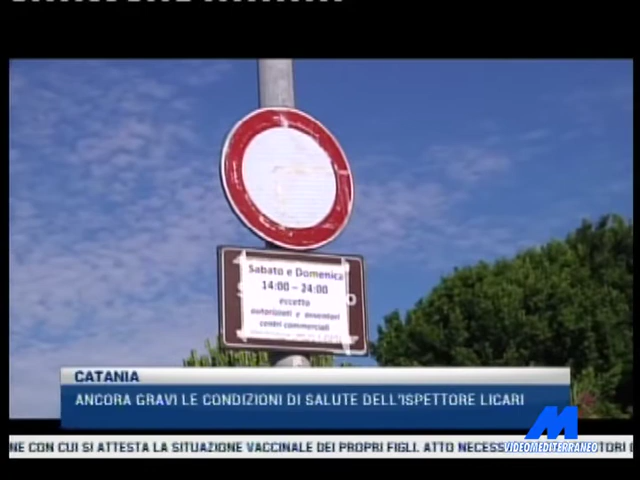 Sabato e Domenica
14:00 - 24:00
eccetto
autorizzati e avventori
centri commerciali
CATANIA
ANCORA GRAVI LE CONDIZIONI DI SALUTE DELL'ISPETTORE LICARI
VIDEOMEDITERRANEO
NE CON CUI SI ATTESTA LA SITUAZIONE VACCINALE DEI PROPRI FIGLI. ATTO NECESS